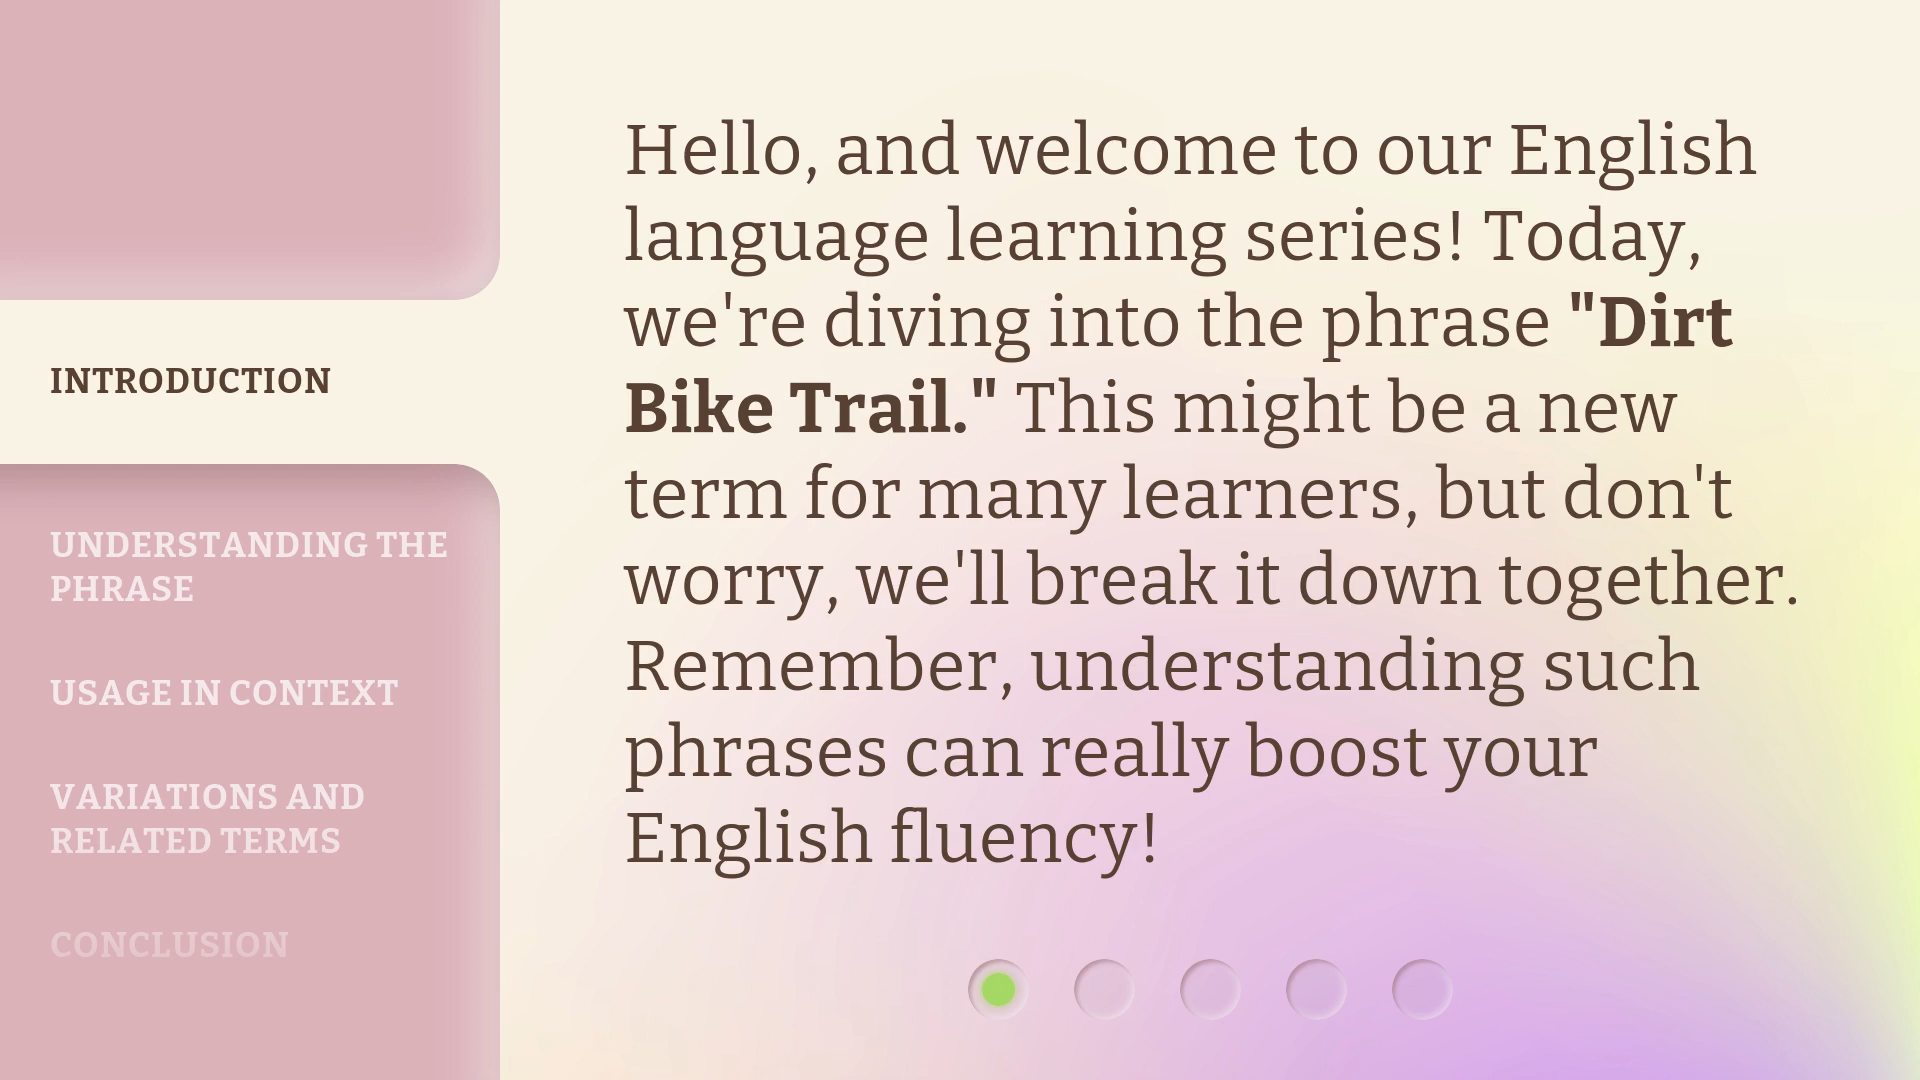 INTRODUCTION
UNDERSTANDING THE
PHRASE
USAGE IN CONTEXT
VARIATIONS AND
RELATED TERMS
CONCLUSION
Hello, and welcome to our English
language learning series! Today,
we're diving into the phrase "Dirt
Bike Trail." This might be a new
term for many learners, but don't
worry, we'll break it down together.
Remember, understanding such
phrases can really boost your
English fluency!